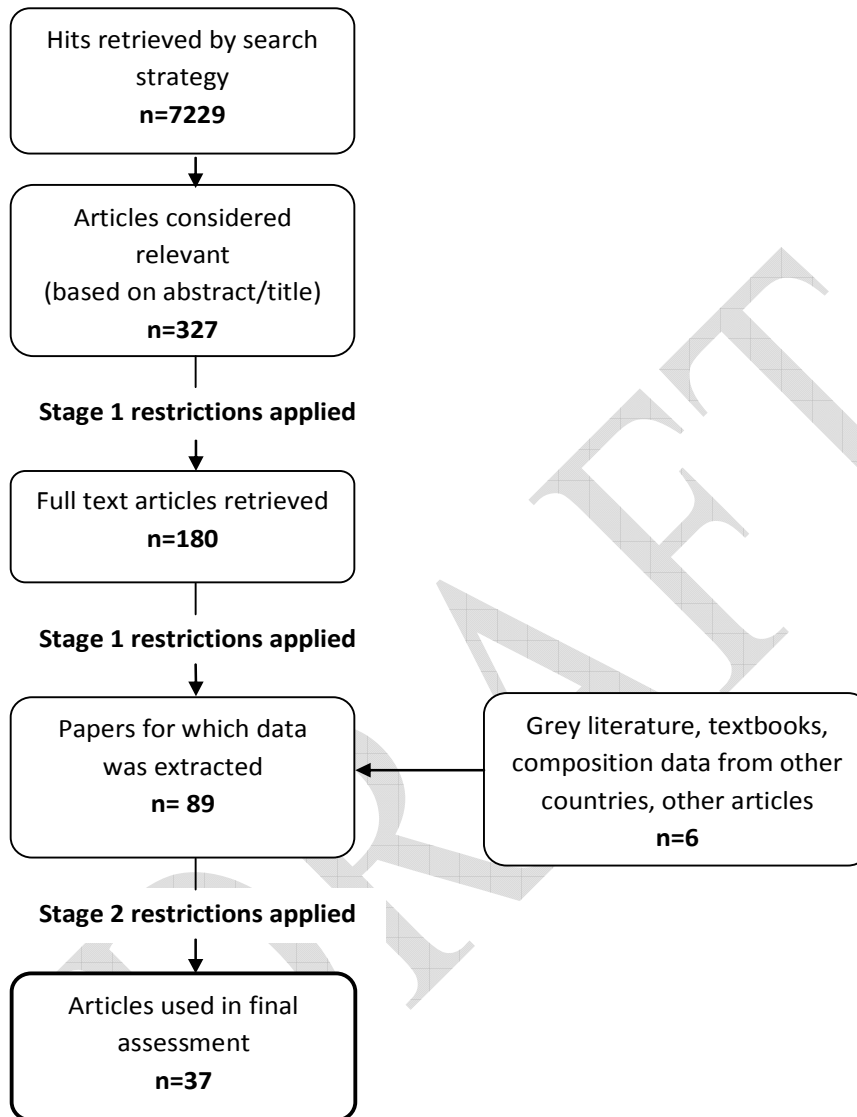 Hits retrieved by search
strategy
n=7229
Articles considered
relevant
(based on abstract/title)
n=327
Stage 1 restrictions applied
Full text articles retrieved
n=180
Stage 1 restrictions applied
Papers for which data
was extracted
n= 89
Grey literature, textbooks,
composition data from other
countries, other articles
n=6
Stage 2 restrictions applied
Articles used in final
assessment
n=37
DRAFT